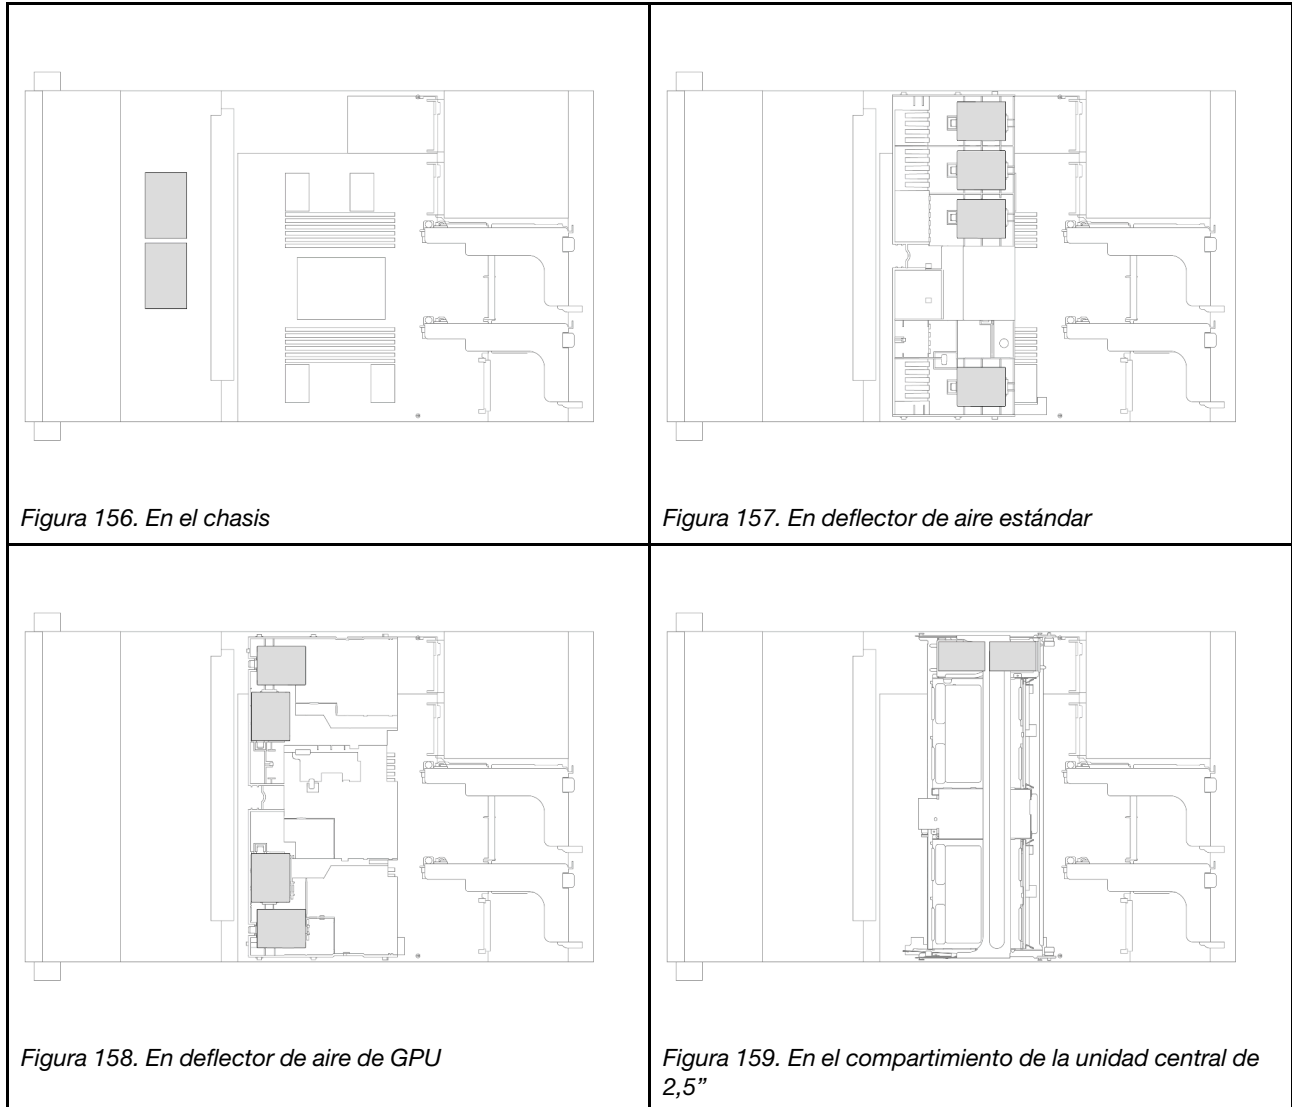 Figura 156. En el chasis
Figura 157. En deflector de aire estándar
Figura 158. En deflector de aire de GPU
Figura 159. En el compartimiento de la unidad central de
2,5”